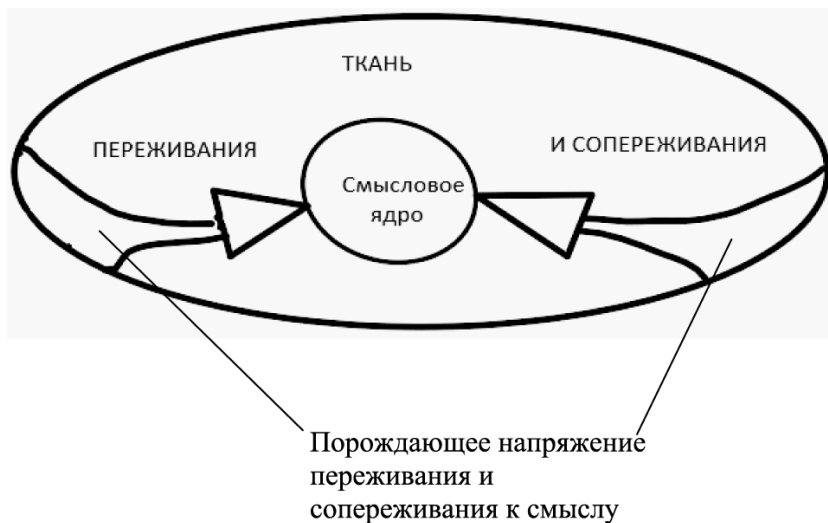 ТКАНЬ
ПЕРЕЖИВАНИЯ
И СОПЕРЕЖИВАНИЯ
Смысловое
ядро
Порождающее напряжение
переживания и
сопереживания к смыслу